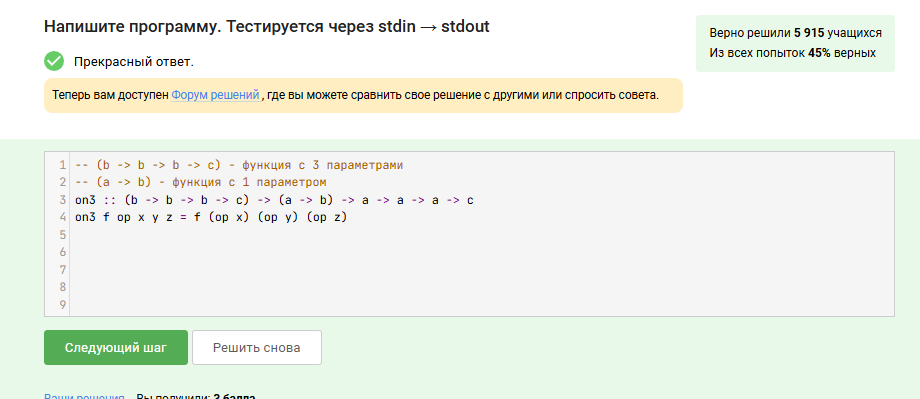 Напишите программу. Тестируется через stdin → stdout
Верно решили 5 915 учащихся
Из всех попыток 45% верных
Прекрасный ответ.
Теперь вам доступен Форум решений, где вы можете сравнить свое решение с другими или спросить совета.
1 -- (b -> b -> b -> c) - функция с 3 параметрами
2 -- (a -> b) - функция с 1 параметром
3 on3 :: (b -> b -> b -> c) -> (a -> b) -> a -> a -> a -> c
4 on3 f op x y z = f (op x) (op y) (op z)
5
6
7
8
9
Следующий шаг
Решить снова
Ваши решения Вы получили: 2 балла